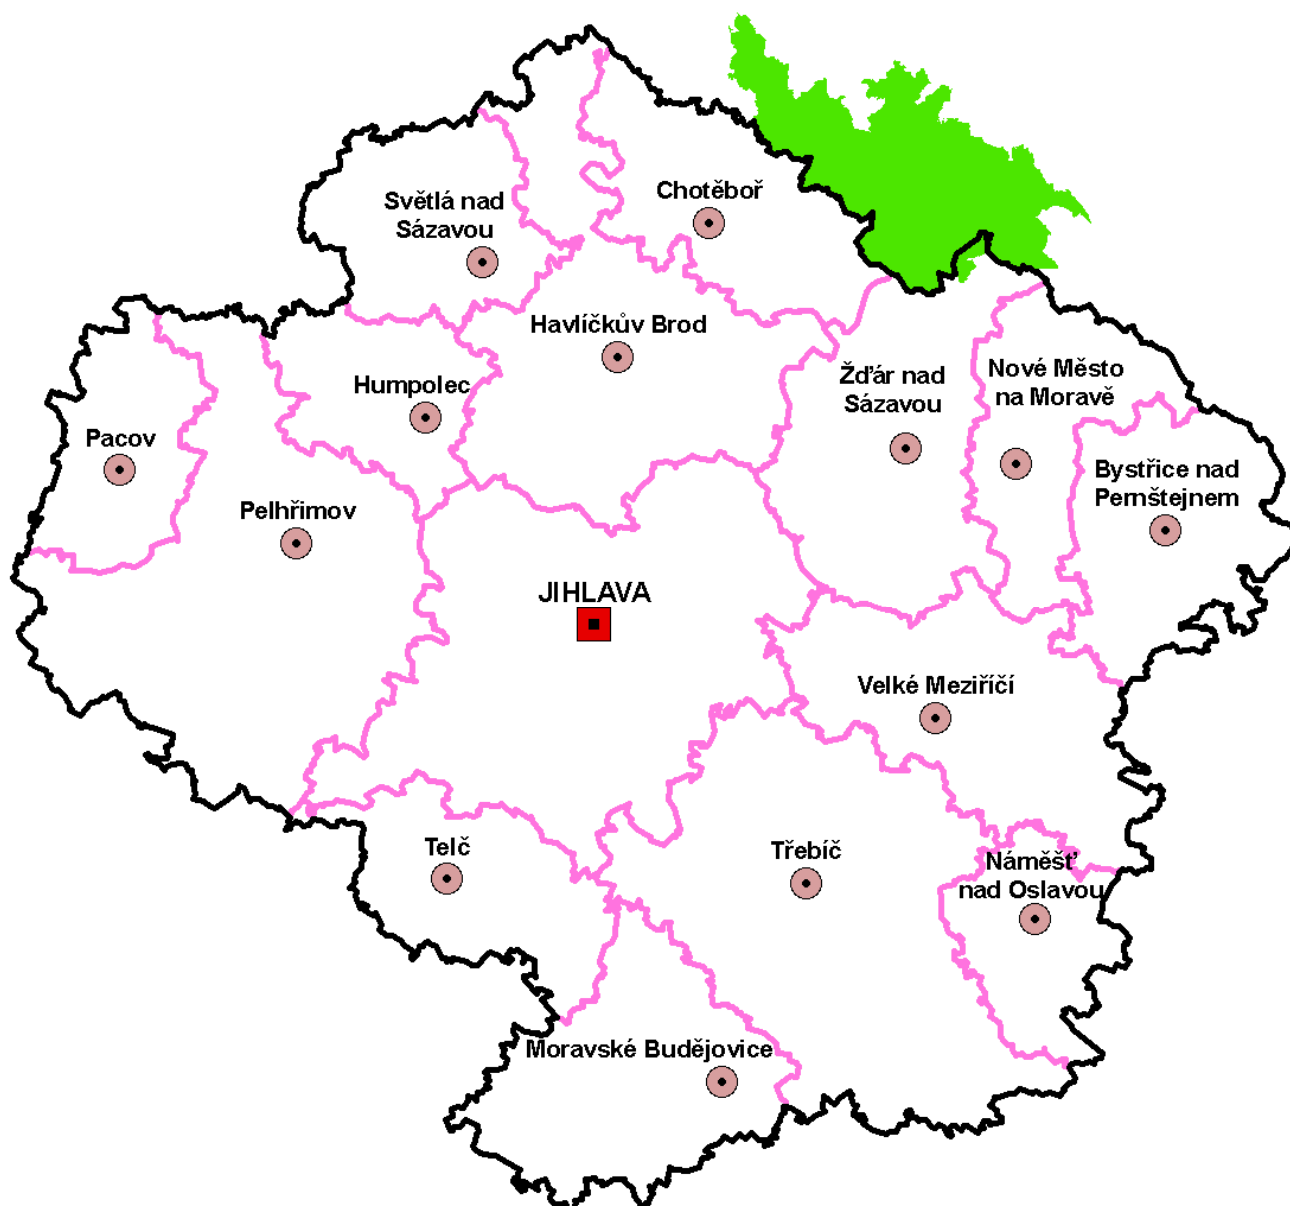 Světlá nad
Sázavou
Chotěboř
Havlíčkův Brod
Humpolec
Žďár nad
Sázavou
Nové Město
na Moravě
Pacov
Bystřice nad
Pernštejnem
Pelhřimov
JIHLAVA
Velké Meziříčí
Telč
Třebíč
Náměšť
nad Oslavou
Moravské Budějovice